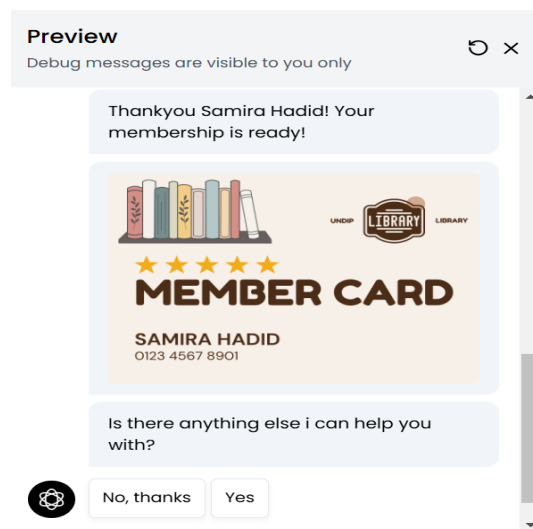 Preview
Debug messages are visible to you only
Thankyou Samira Hadid! Your
membership is ready!
UNDIP LIBRARY LIBRARY
MEMBER CARD
SAMIRA HADID
0123 4567 8901
Is there anything else i can help you
with?
No, thanks Yes